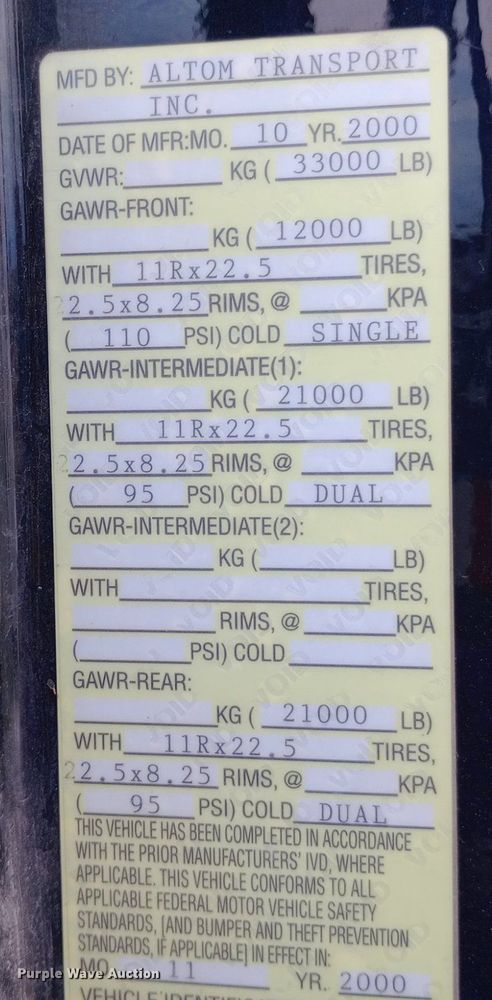 MFD BY: ALTOM TRANSPORT
INC.
DATE OF MFR:MO. 10 YR. 2000
GVWR: KG ( 33000 LB)
GAWR-FRONT:
KG ( 12000 LB)
WITH 11Rx22.5 TIRES,
22.5x8.25 RIMS, @ KPA
( 110 PSI) COLD SINGLE
GAWR-INTERMEDIATE(1):
KG ( 21000 LB)
WITH 11Rx22.5 TIRES,
22.5x8.25 RIMS, @ KPA
( 95 PSI) COLD DUAL
GAWR-INTERMEDIATE(2):
KG ( LB)
WITH TIRES,
RIMS, @ KPA
( PSI) COLD
GAWR-REAR:
KG ( 21000 LB)
WITH 11Rx22.5 TIRES,
22.5x8.25 RIMS, @ KPA
( 95 PSI) COLD DUAL
THIS VEHICLE HAS BEEN COMPLETED IN ACCORDANCE
WITH THE PRIOR MANUFACTURERS' IVD, WHERE
APPLICABLE. THIS VEHICLE CONFORMS TO ALL
APPLICABLE FEDERAL MOTOR VEHICLE SAFETY
STANDARDS, [AND BUMPER AND THEFT PREVENTION
STANDARDS, IF APPLICABLE] IN EFFECT IN:
MO. 11 YR. 2000
VEHICLE
Purple Wave Auction